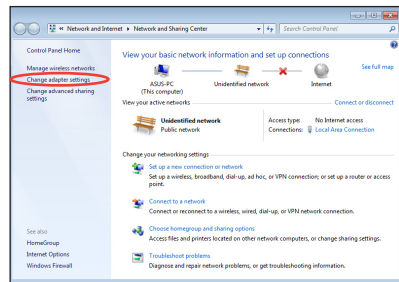 « Network and Internet ▸ Network and Sharing Center
Search Control Panel
Control Panel Home
Manage wireless networks
Change adapter settings
Change advanced sharing
settings
See also
HomeGroup
Internet Options
Windows Firewall
View your basic network information and set up connections
See full map
ASUS-PC
(This computer)
Unidentified network
Internet
View your active networks
Connect or disconnect
Unidentified network
Public network
Access type: No Internet access
Connections: Local Area Connection
Change your networking settings
Set up a new connection or network
Set up a wireless, broadband, dial-up, ad hoc, or VPN connection; or set up a router or access
point.
Connect to a network
Connect or reconnect to a wireless, wired, dial-up, or VPN network connection.
Choose homegroup and sharing options
Access files and printers located on other network computers, or change sharing settings.
Troubleshoot problems
Diagnose and repair network problems, or get troubleshooting information.